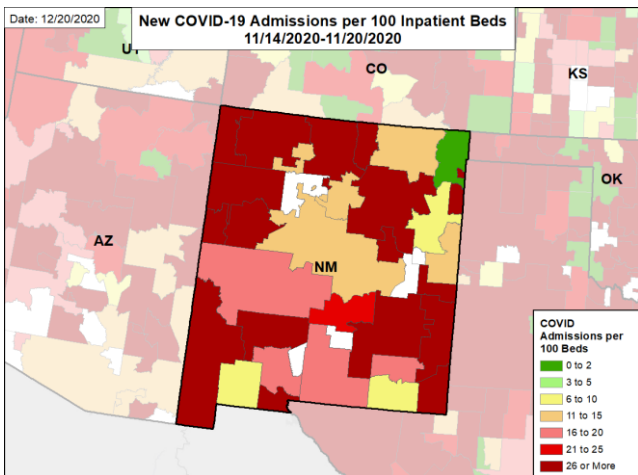 Date: 12/20/2020
New COVID-19 Admissions per 100 Inpatient Beds
11/14/2020-11/20/2020
UT
CO
KS
OK
AZ
NM
COVID
Admissions per
100 Beds
0 to 2
3 to 5
6 to 10
11 to 15
16 to 20
21 to 25
26 or More